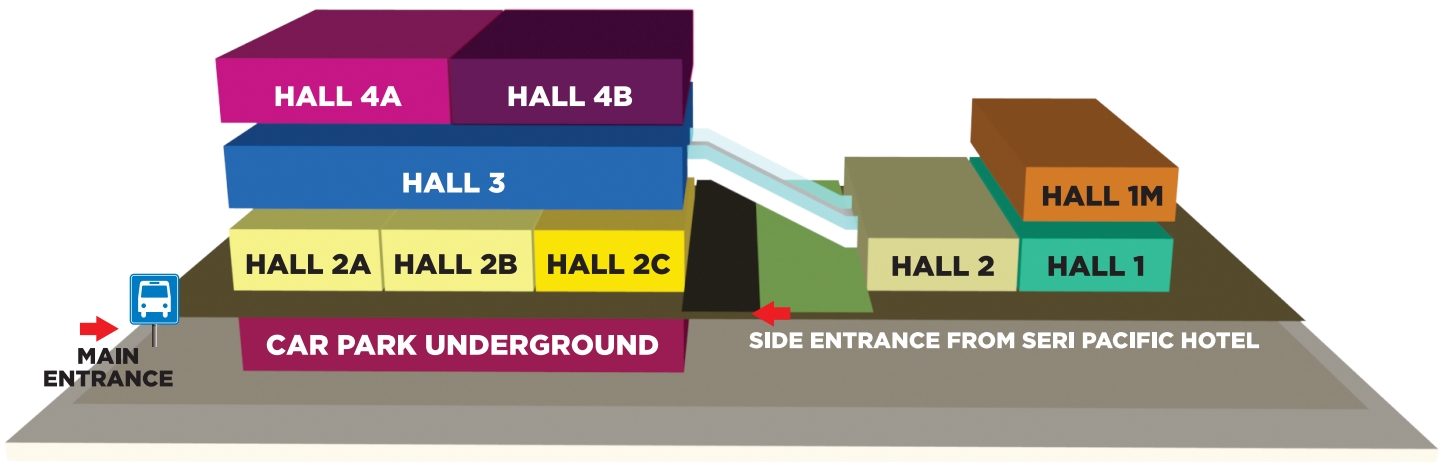 HALL 4A
HALL 4B
HALL 3
HALL 1M
HALL 2A
HALL 2B
HALL 2C
HALL 2
HALL 1
MAIN
ENTRANCE
CAR PARK UNDERGROUND
SIDE ENTRANCE FROM SERI PACIFIC HOTEL